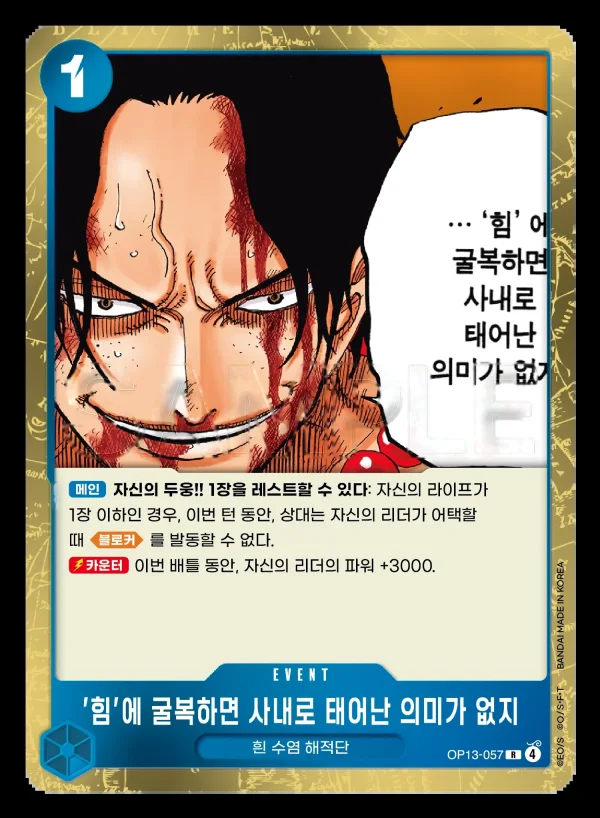 1
… ‘힘’ 에
굴복하면
사내로
태어난
의미가 없지
SAMPLE
메인 자신의 두웅!! 1장을 레스트할 수 있다: 자신의 라이프가
1장 이하인 경우, 이번 턴 동안, 상대는 자신의 리더가 어택할
때 블로커 를 발동할 수 없다.
카운터 이번 배틀 동안, 자신의 리더의 파워 +3000.
EVENT
'힘'에 굴복하면 사내로 태어난 의미가 없지
흰 수염 해적단
OP13-057 R 4
©EO/S ©O/S·F·T BANDAI MADE IN KOREA